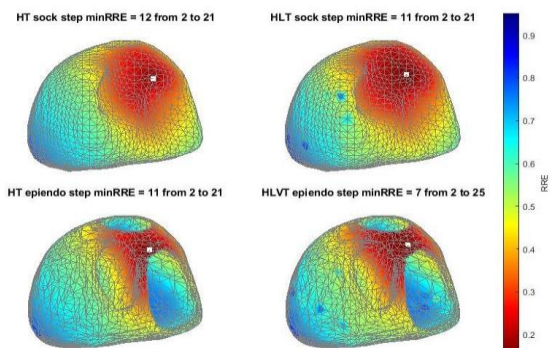 HT sock step minRRE = 12 from 2 to 21
HLT sock step minRRE = 11 from 2 to 21
HT epiendo step minRRE = 11 from 2 to 21
HLVT epiendo step minRRE = 7 from 2 to 25
0.9
0.8
0.7
0.6
0.5
0.4
0.3
0.2
RRE